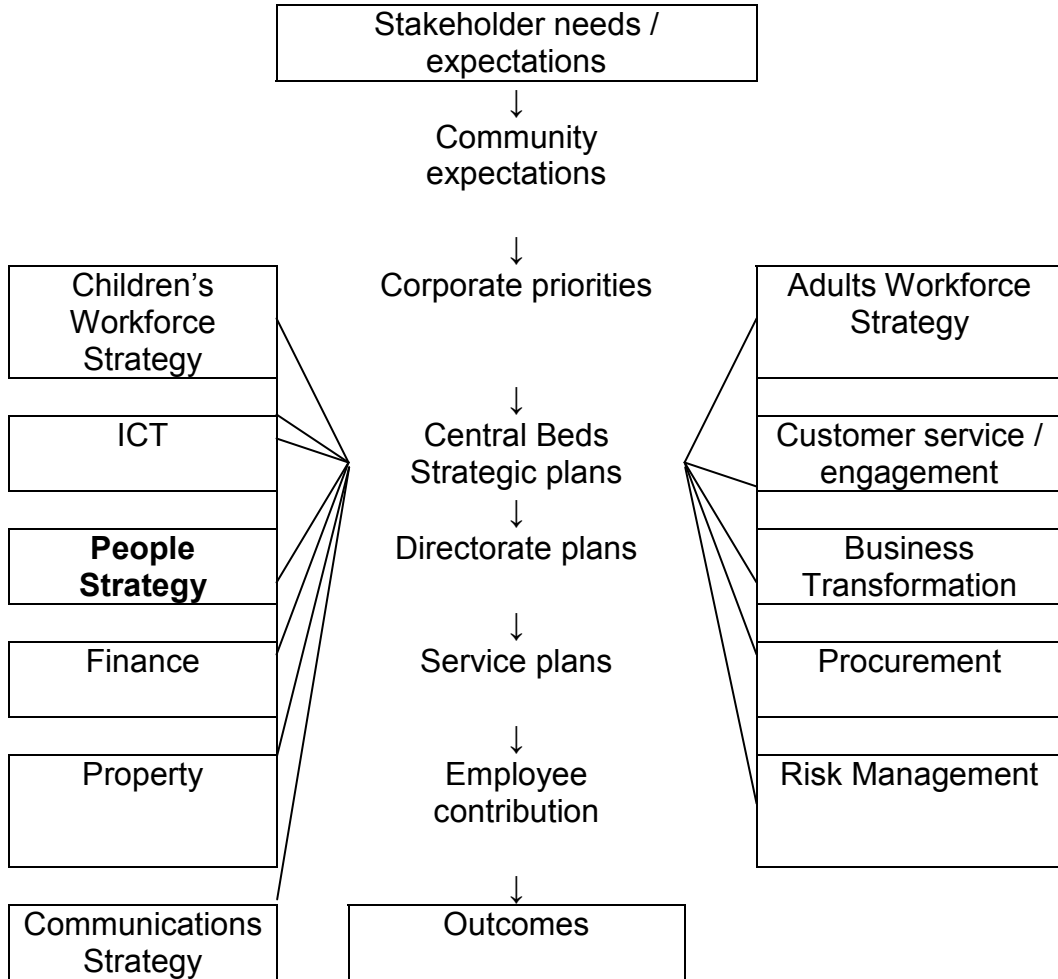 Stakeholder needs /
expectations
↓
Community
expectations
↓
Children's
Workforce
Strategy
Corporate priorities
Adults Workforce
Strategy
↓
ICT
Central Beds
Strategic plans
Customer service /
engagement
↓
People
Strategy
Directorate plans
Business
Transformation
↓
Finance
Service plans
Procurement
↓
Property
Employee
contribution
Risk Management
↓
Communications
Strategy
Outcomes